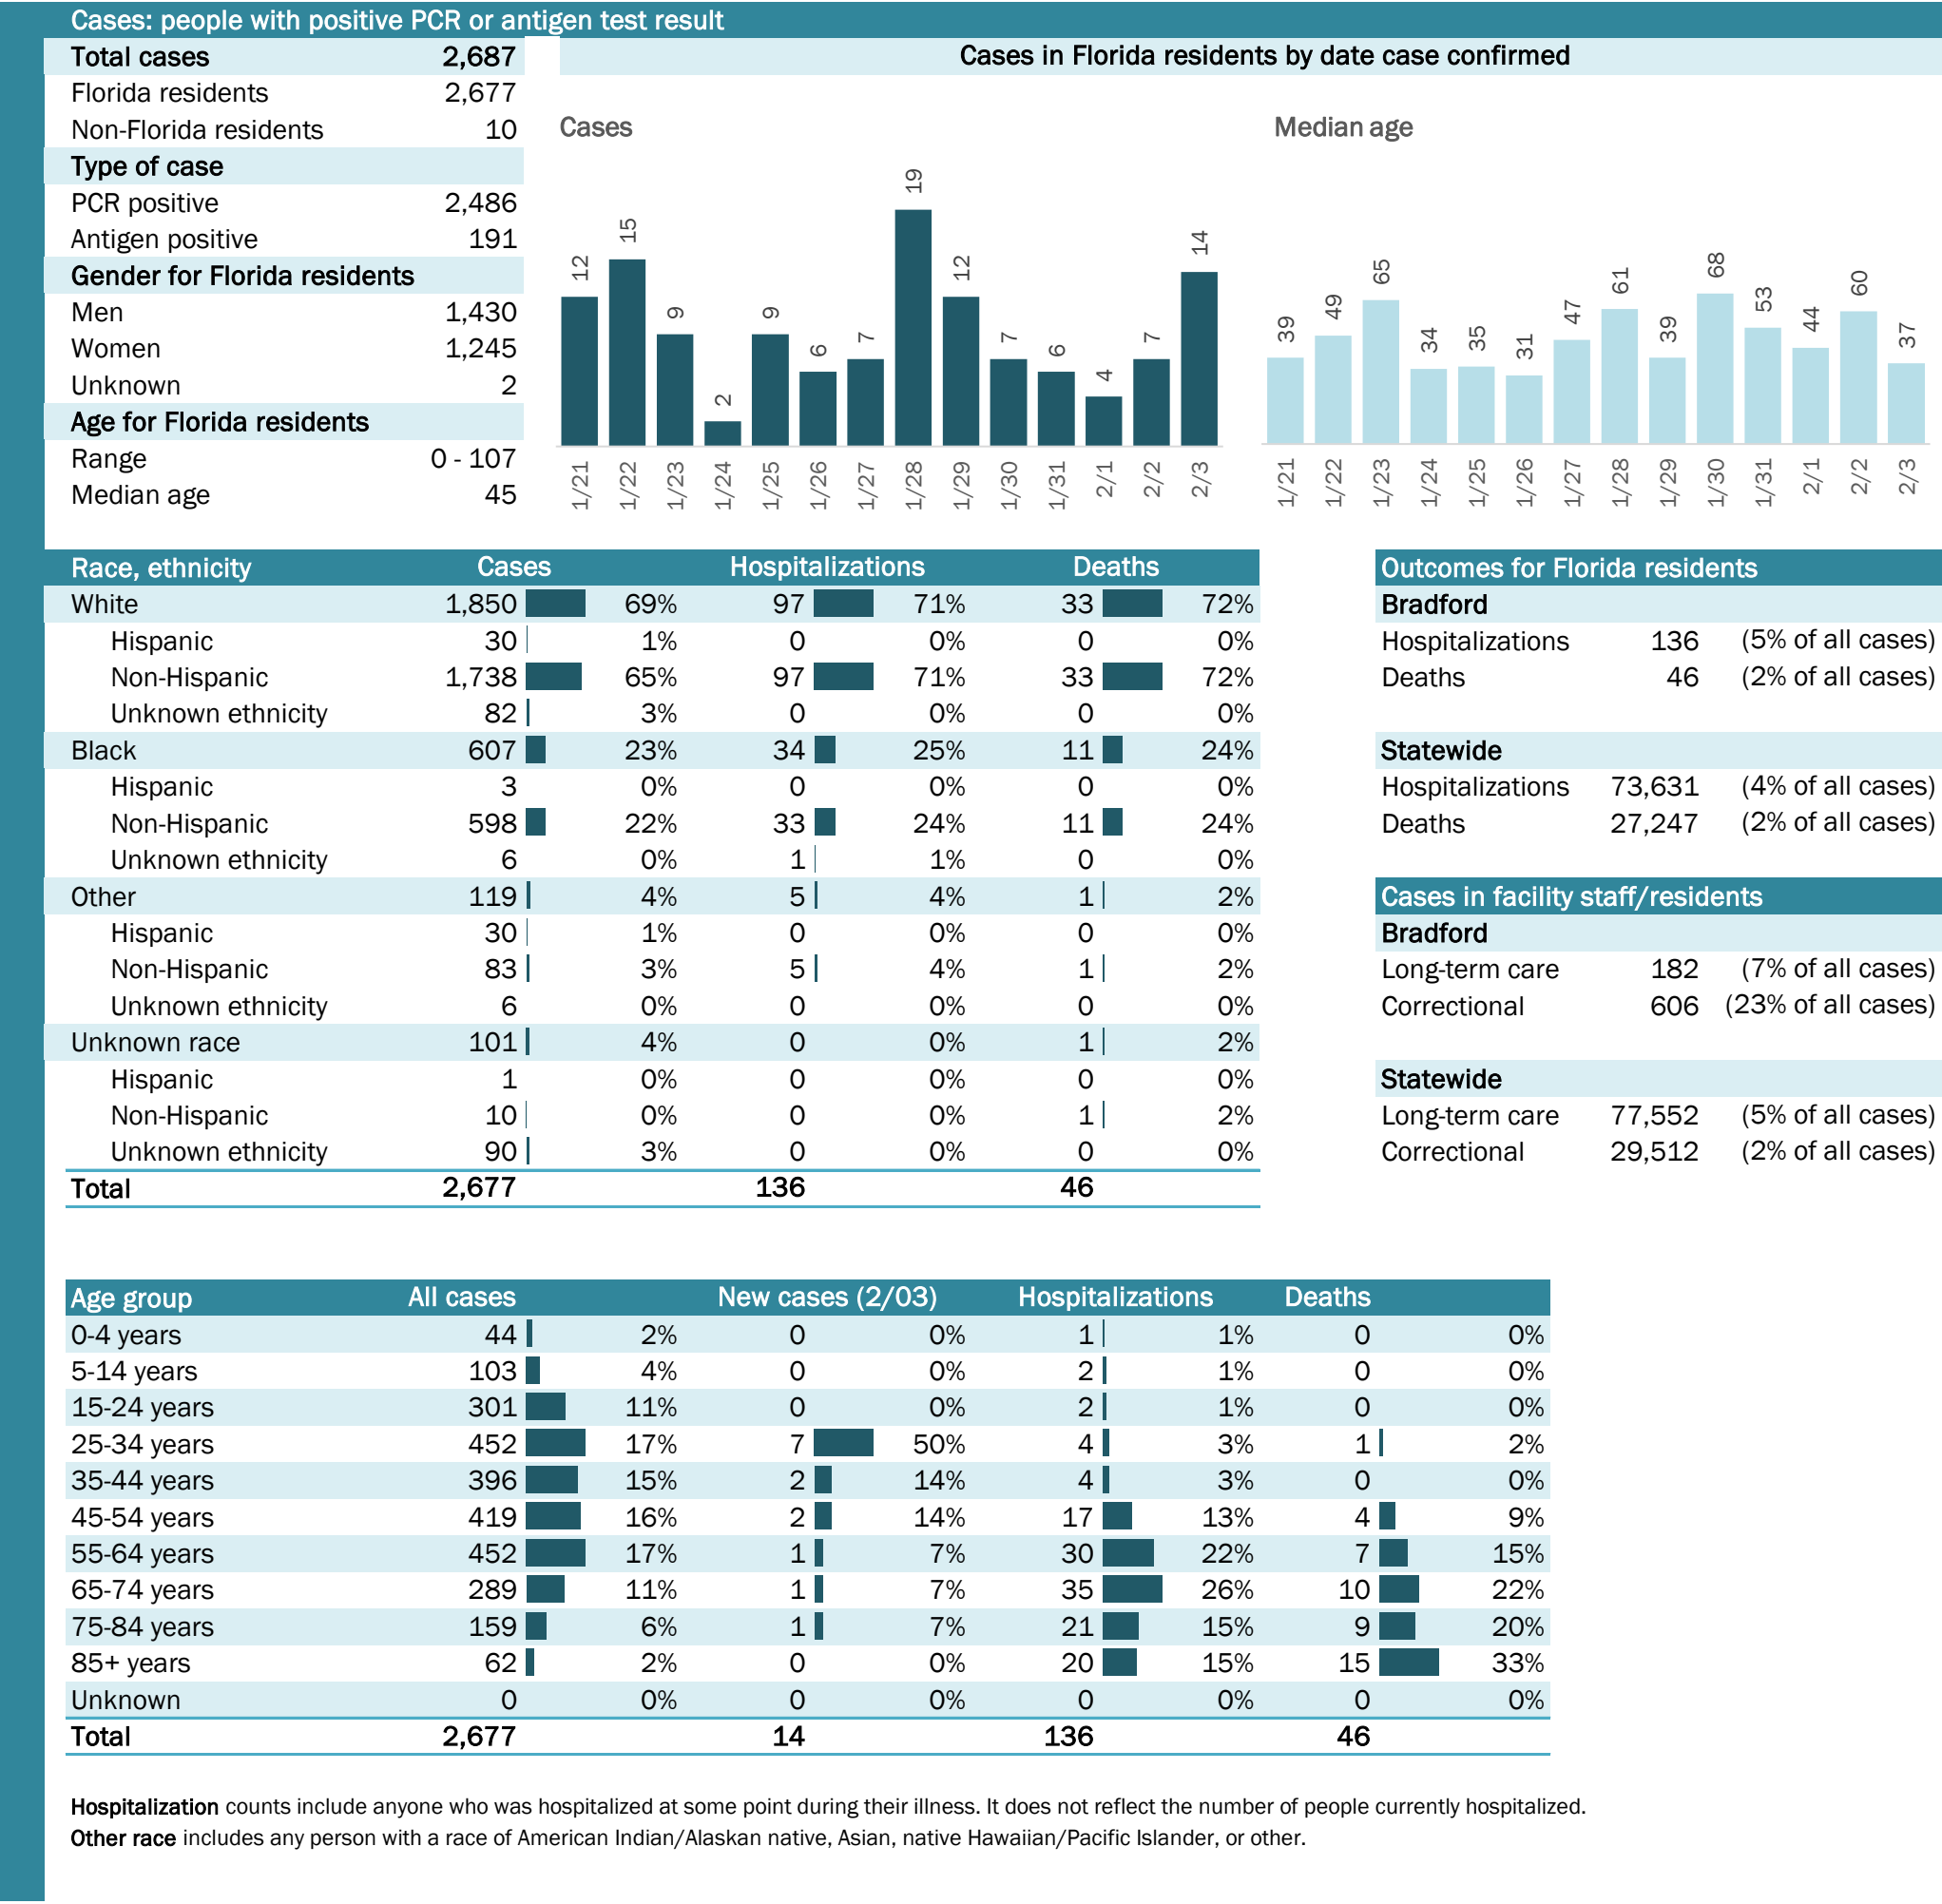 Cases: people with positive PCR or antigen test result
Total cases 2,687
Florida residents 2,677
Non-Florida residents 10
Type of case
PCR positive 2,486
Antigen positive 191
Gender for Florida residents
Men 1,430
Women 1,245
Unknown 2
Age for Florida residents
Range 0 - 107
Median age 45
Cases in Florida residents by date case confirmed
Cases
12 15 9 2 9 6 7 19 12 7 6 4 7 14
1/21 1/22 1/23 1/24 1/25 1/26 1/27 1/28 1/29 1/30 1/31 2/1 2/2 2/3
Median age
39 49 65 34 35 31 47 61 39 68 53 44 60 37
1/21 1/22 1/23 1/24 1/25 1/26 1/27 1/28 1/29 1/30 1/31 2/1 2/2 2/3
Race, ethnicity Cases Hospitalizations Deaths
White 1,850 69% 97 71% 33 72%
Hispanic 30 1% 0 0% 0 0%
Non-Hispanic 1,738 65% 97 71% 33 72%
Unknown ethnicity 82 3% 0 0% 0 0%
Black 607 23% 34 25% 11 24%
Hispanic 3 0% 0 0% 0 0%
Non-Hispanic 598 22% 33 24% 11 24%
Unknown ethnicity 6 0% 1 1% 0 0%
Other 119 4% 5 4% 1 2%
Hispanic 30 1% 0 0% 0 0%
Non-Hispanic 83 3% 5 4% 1 2%
Unknown ethnicity 6 0% 0 0% 0 0%
Unknown race 101 4% 0 0% 1 2%
Hispanic 1 0% 0 0% 0 0%
Non-Hispanic 10 0% 0 0% 1 2%
Unknown ethnicity 90 3% 0 0% 0 0%
Total 2,677 136 46
Outcomes for Florida residents
Bradford
Hospitalizations 136 (5% of all cases)
Deaths 46 (2% of all cases)
Statewide
Hospitalizations 73,631 (4% of all cases)
Deaths 27,247 (2% of all cases)
Cases in facility staff/residents
Bradford
Long-term care 182 (7% of all cases)
Correctional 606 (23% of all cases)
Statewide
Long-term care 77,552 (5% of all cases)
Correctional 29,512 (2% of all cases)
Age group All cases New cases (2/03) Hospitalizations Deaths
0-4 years 44 2% 0 0% 1 1% 0 0%
5-14 years 103 4% 0 0% 2 1% 0 0%
15-24 years 301 11% 0 0% 2 1% 0 0%
25-34 years 452 17% 7 50% 4 3% 1 2%
35-44 years 396 15% 2 14% 4 3% 0 0%
45-54 years 419 16% 2 14% 17 13% 4 9%
55-64 years 452 17% 1 7% 30 22% 7 15%
65-74 years 289 11% 1 7% 35 26% 10 22%
75-84 years 159 6% 1 7% 21 15% 9 20%
85+ years 62 2% 0 0% 20 15% 15 33%
Unknown 0 0% 0 0% 0 0% 0 0%
Total 2,677 14 136 46
Hospitalization counts include anyone who was hospitalized at some point during their illness. It does not reflect the number of people currently hospitalized.
Other race includes any person with a race of American Indian/Alaskan native, Asian, native Hawaiian/Pacific Islander, or other.